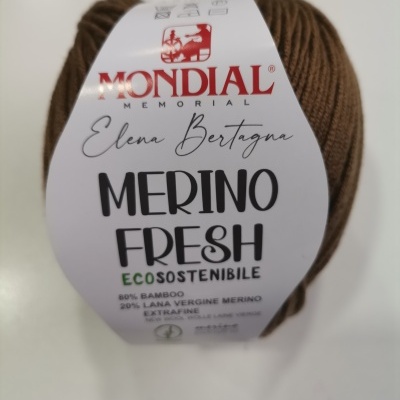 MONDIAL®
MEMORIAL
Elena Bertagna
MERINO
FRESH
ECOSOSTENIBILE
80% BAMBOO
20% LANA VERGINE MERINO
EXTRAFINE